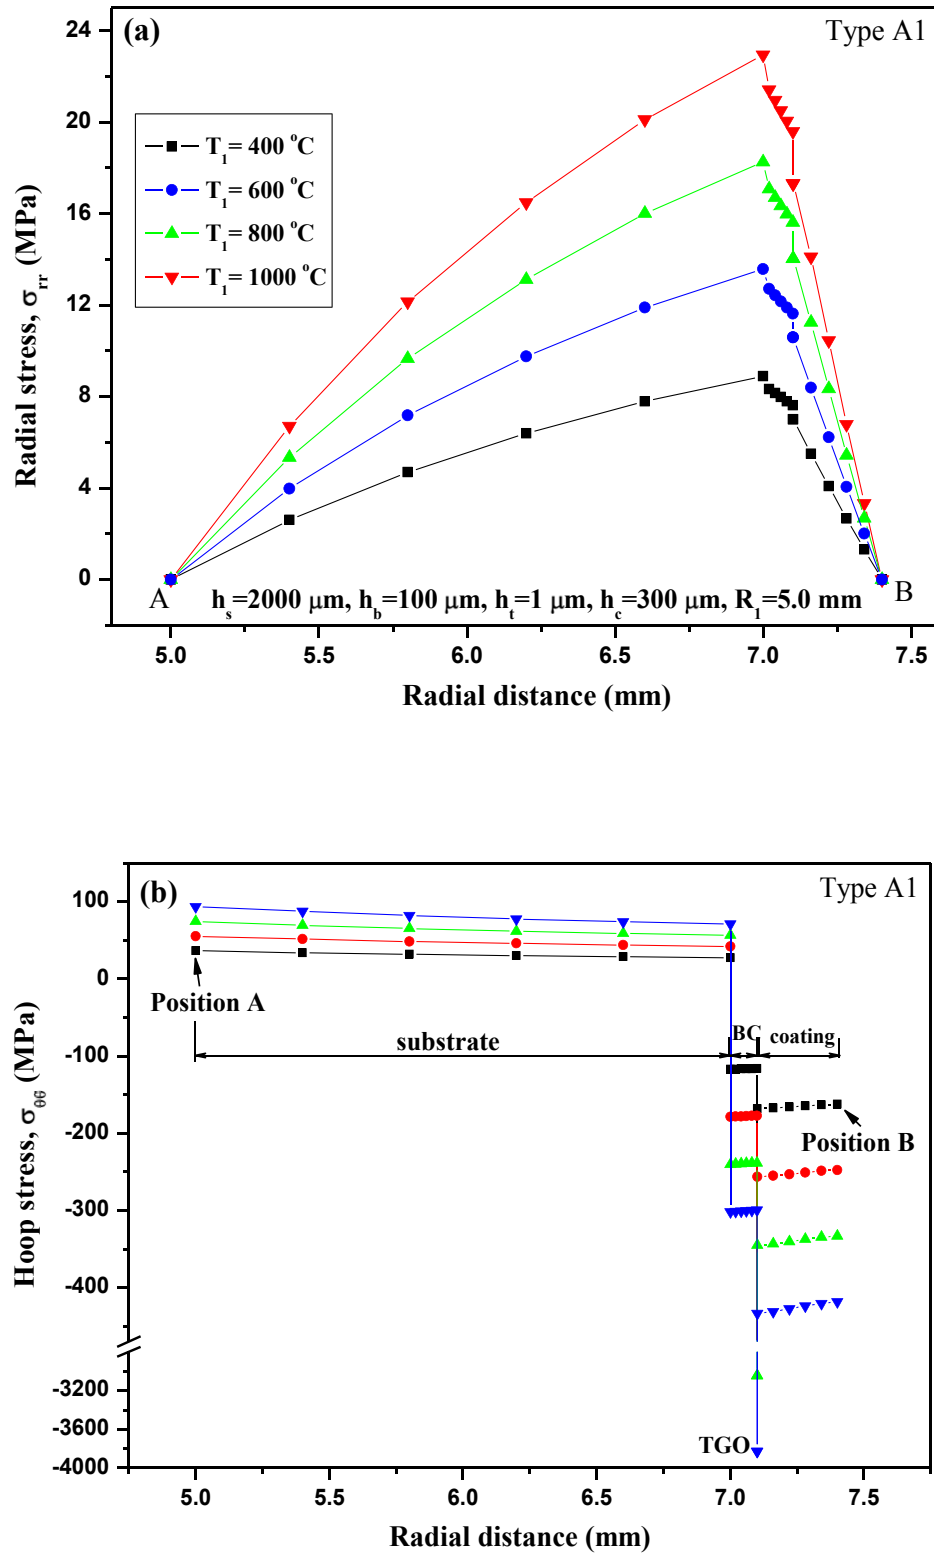 (a)
Type A1
24
20
16
12
8
4
0
Radial stress, σrr (MPa)
T1= 400 °C
T1= 600 °C
T1= 800 °C
T1= 1000 °C
A
B
hs=2000 μm, hb=100 μm, ht=1 μm, hc=300 μm, R1=5.0 mm
5.0 5.5 6.0 6.5 7.0 7.5
Radial distance (mm)
(b)
Type A1
100
0
-100
-200
-300
-400
-3200
-3600
-4000
Hoop stress, σθθ (MPa)
Position A
substrate
BC
coating
Position B
TGO
5.0 5.5 6.0 6.5 7.0 7.5
Radial distance (mm)